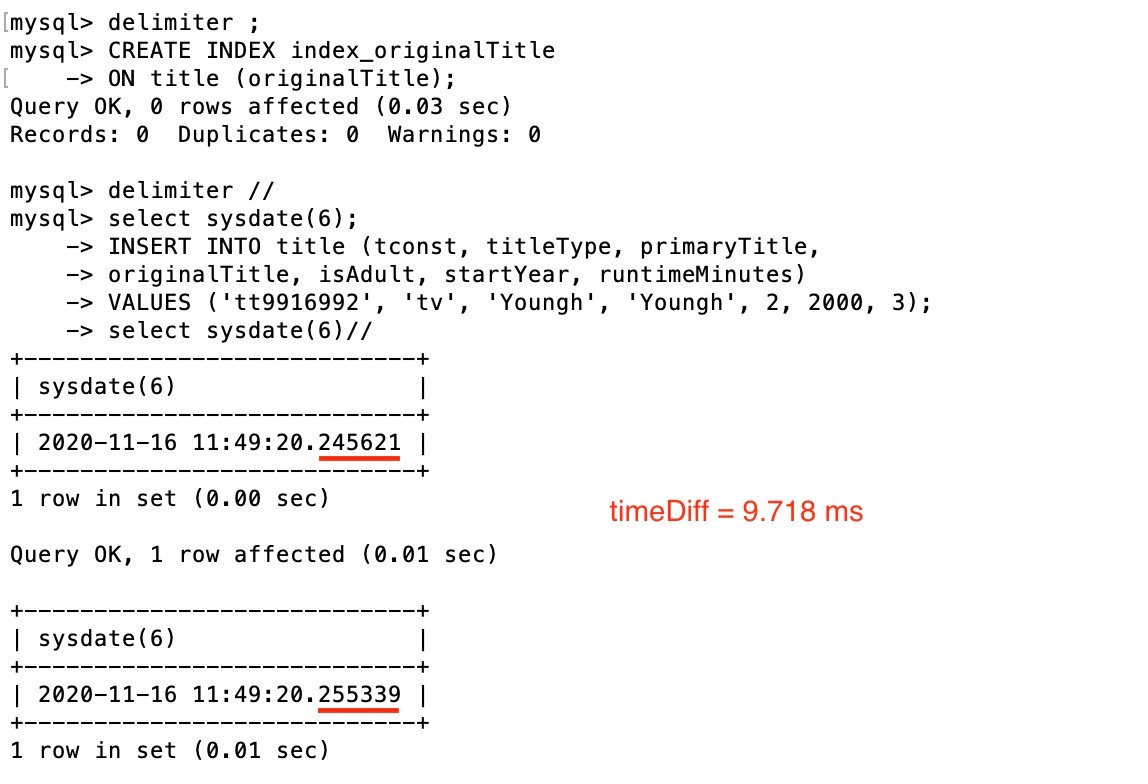 [mysql> delimiter ;
mysql> CREATE INDEX index_originalTitle
[    -> ON title (originalTitle);
Query OK, 0 rows affected (0.03 sec)
Records: 0  Duplicates: 0  Warnings: 0
mysql> delimiter //
mysql> select sysdate(6);
    -> INSERT INTO title (tconst, titleType, primaryTitle,
    -> originalTitle, isAdult, startYear, runtimeMinutes)
    -> VALUES ('tt9916992', 'tv', 'Youngh', 'Youngh', 2, 2000, 3);
    -> select sysdate(6)//
+-----------------------------+
| sysdate(6)                  |
+-----------------------------+
| 2020-11-16 11:49:20.245621 |
+-----------------------------+
1 row in set (0.00 sec)
timeDiff = 9.718 ms
Query OK, 1 row affected (0.01 sec)
+-----------------------------+
| sysdate(6)                  |
+-----------------------------+
| 2020-11-16 11:49:20.255339 |
+-----------------------------+
1 row in set (0.01 sec)